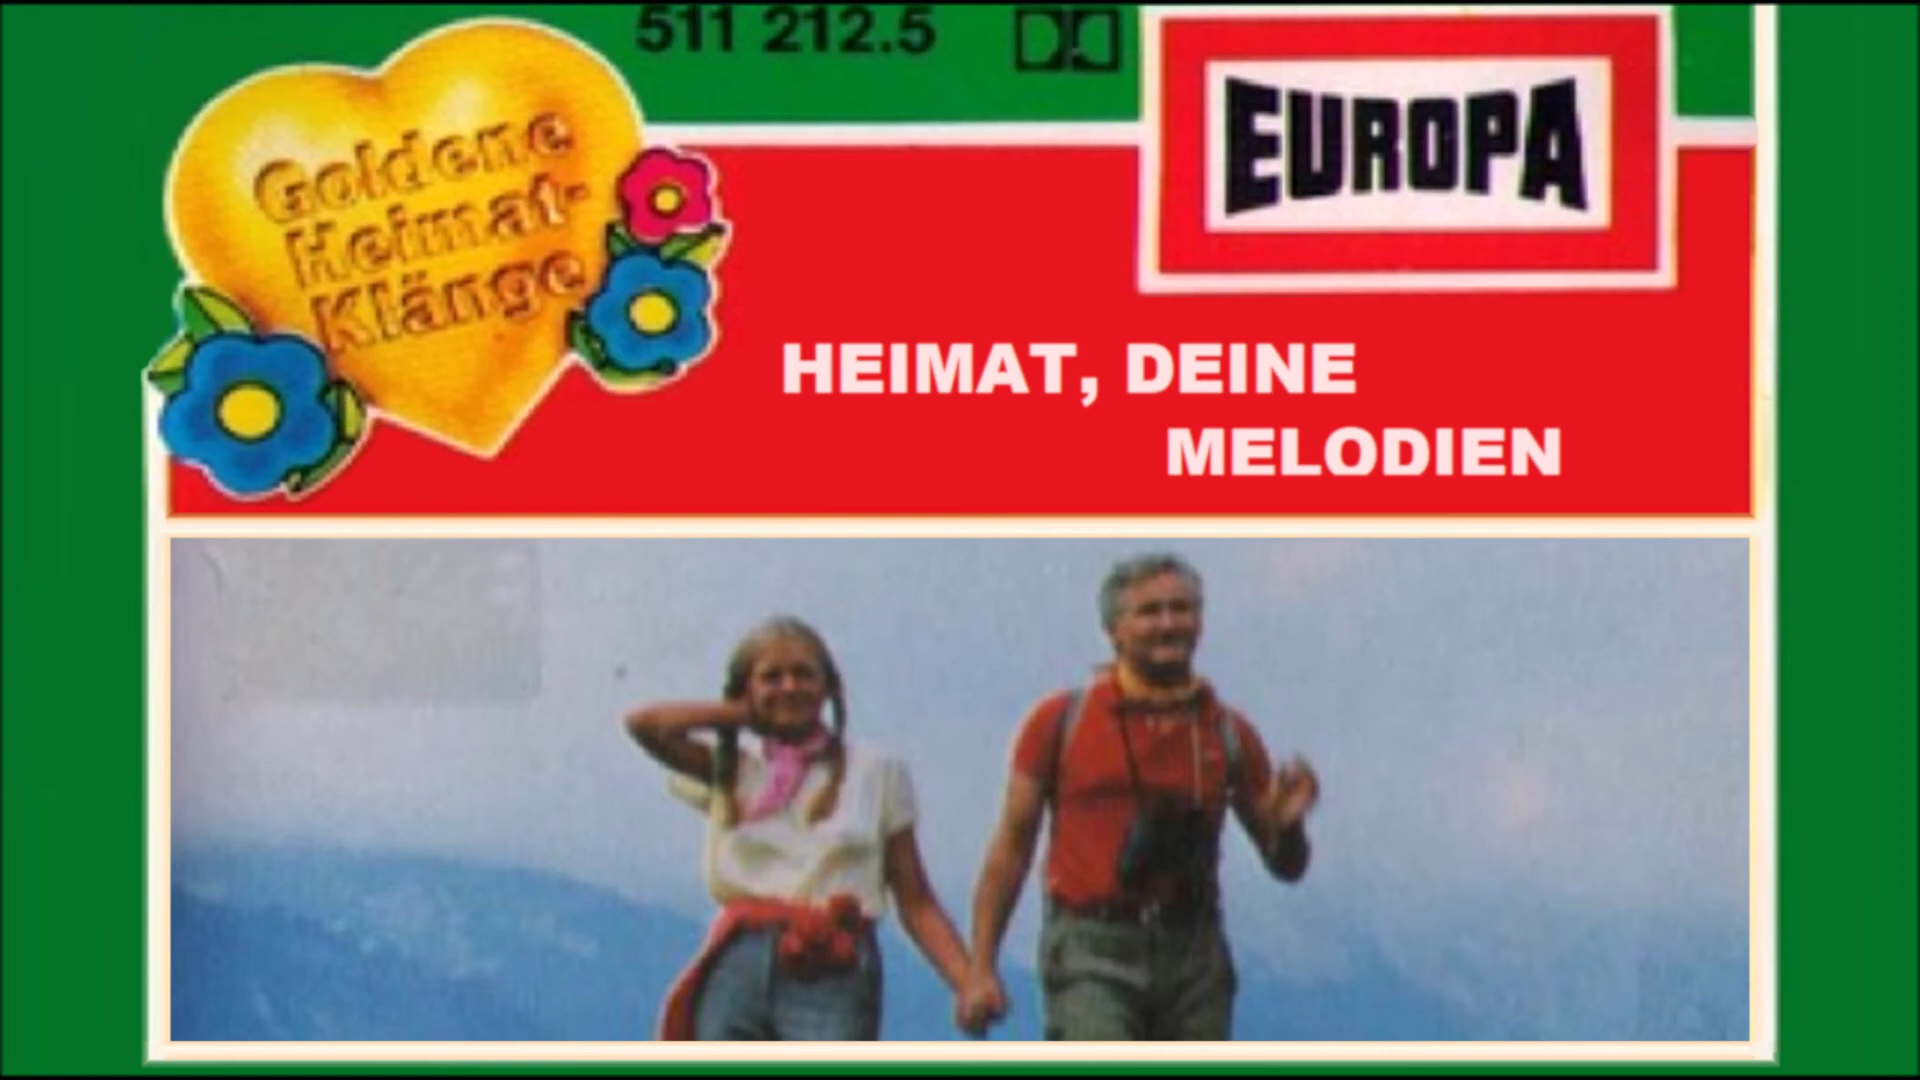 511 212.5
EUROPA
Goldene
Heimat-
Klänge
HEIMAT, DEINE
MELODIEN